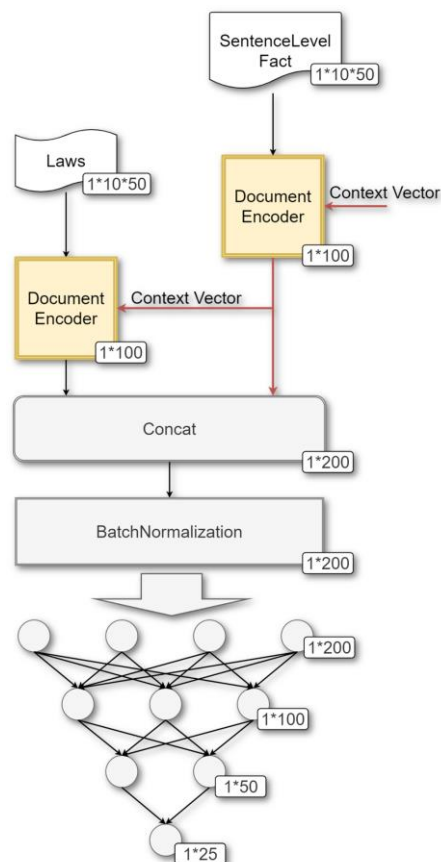 SentenceLevel
Fact
1*10*50
Laws
1*10*50
Document
Encoder
Context Vector
1*100
Document
Encoder
Context Vector
1*100
Concat
1*200
BatchNormalization
1*200
1*200
1*100
1*50
1*25